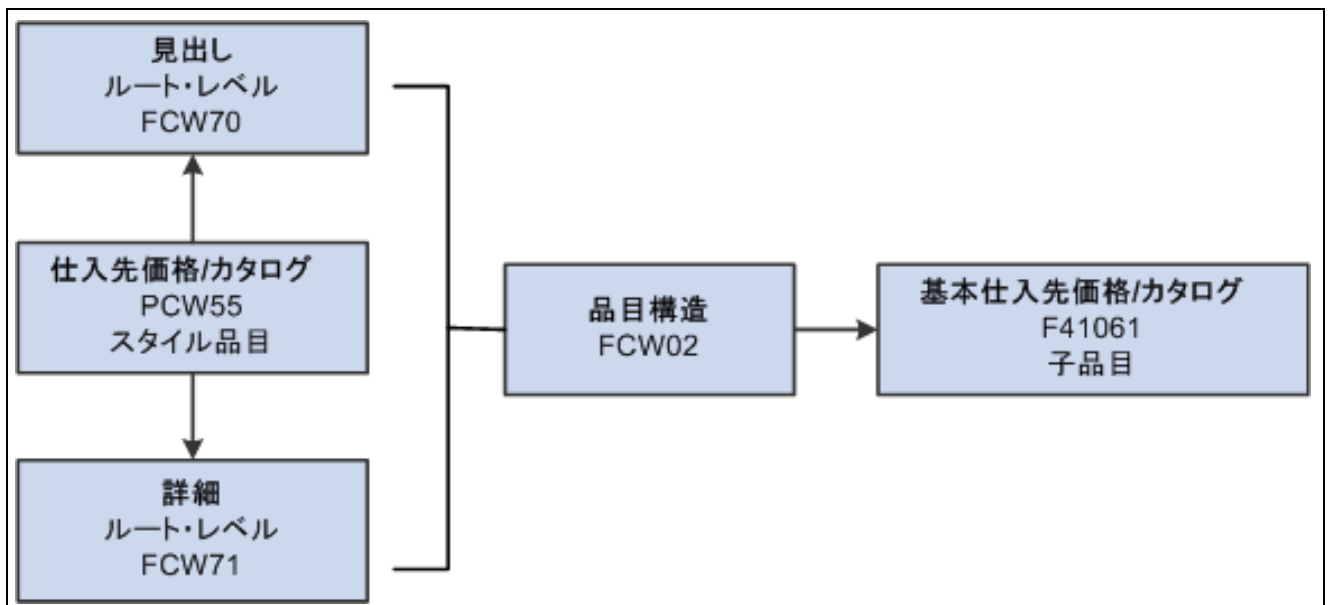 見出し
ルート・レベル
FCW70
仕入先価格/カタログ
PCW55
スタイル品目
詳細
ルート・レベル
FCW71
品目構造
FCW02
基本仕入先価格/カタログ
F41061
子品目